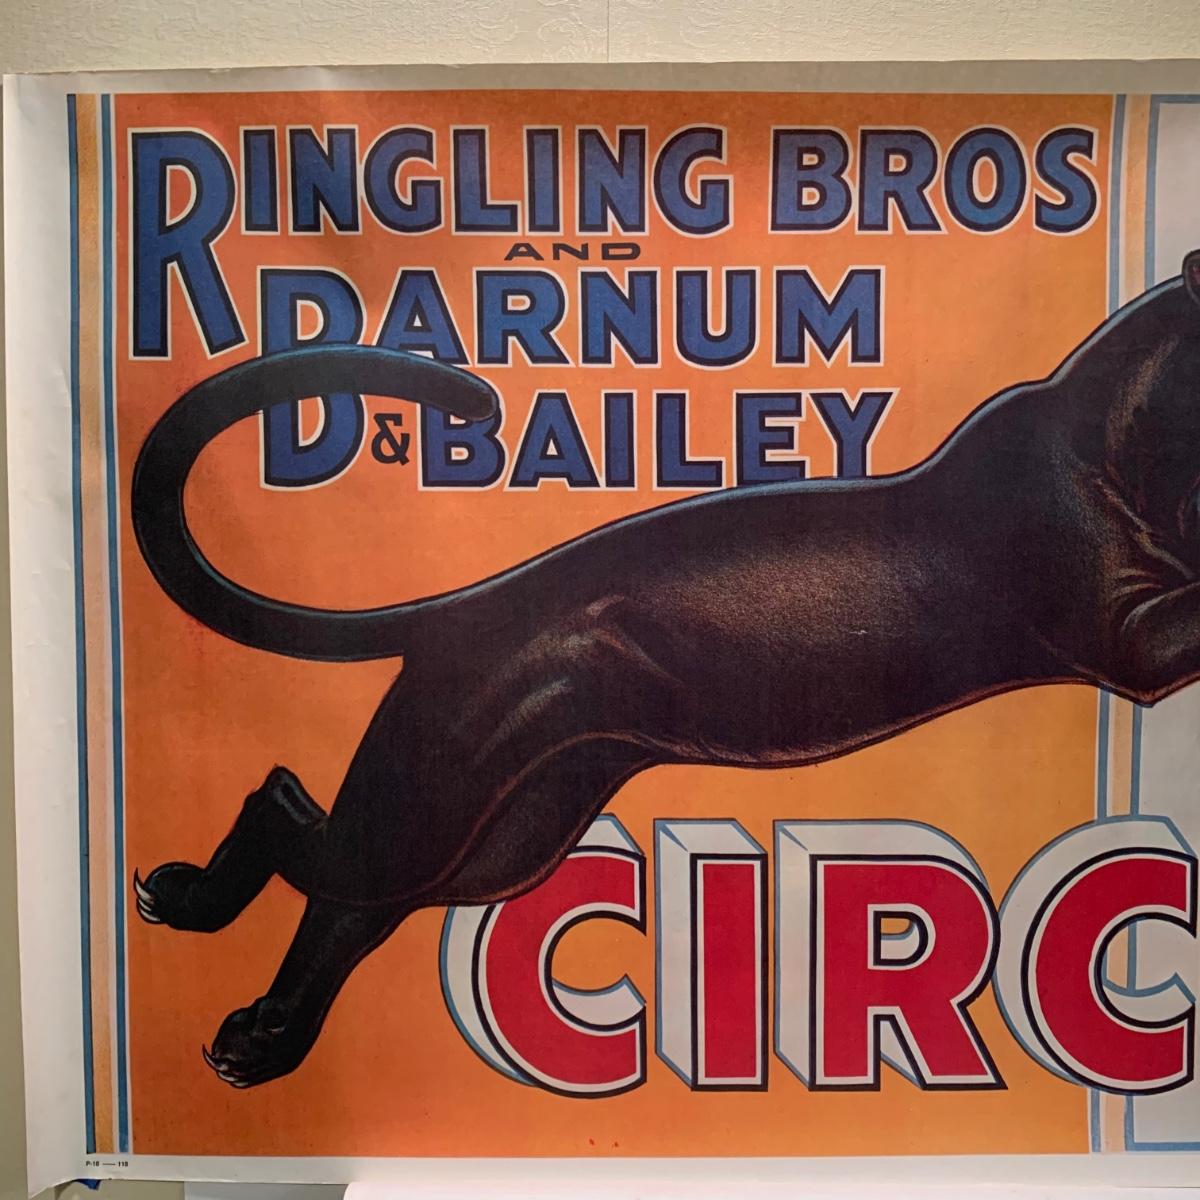 RINGLING BROS
AND
BARNUM
& BAILEY
CIRC
P-18 — 118